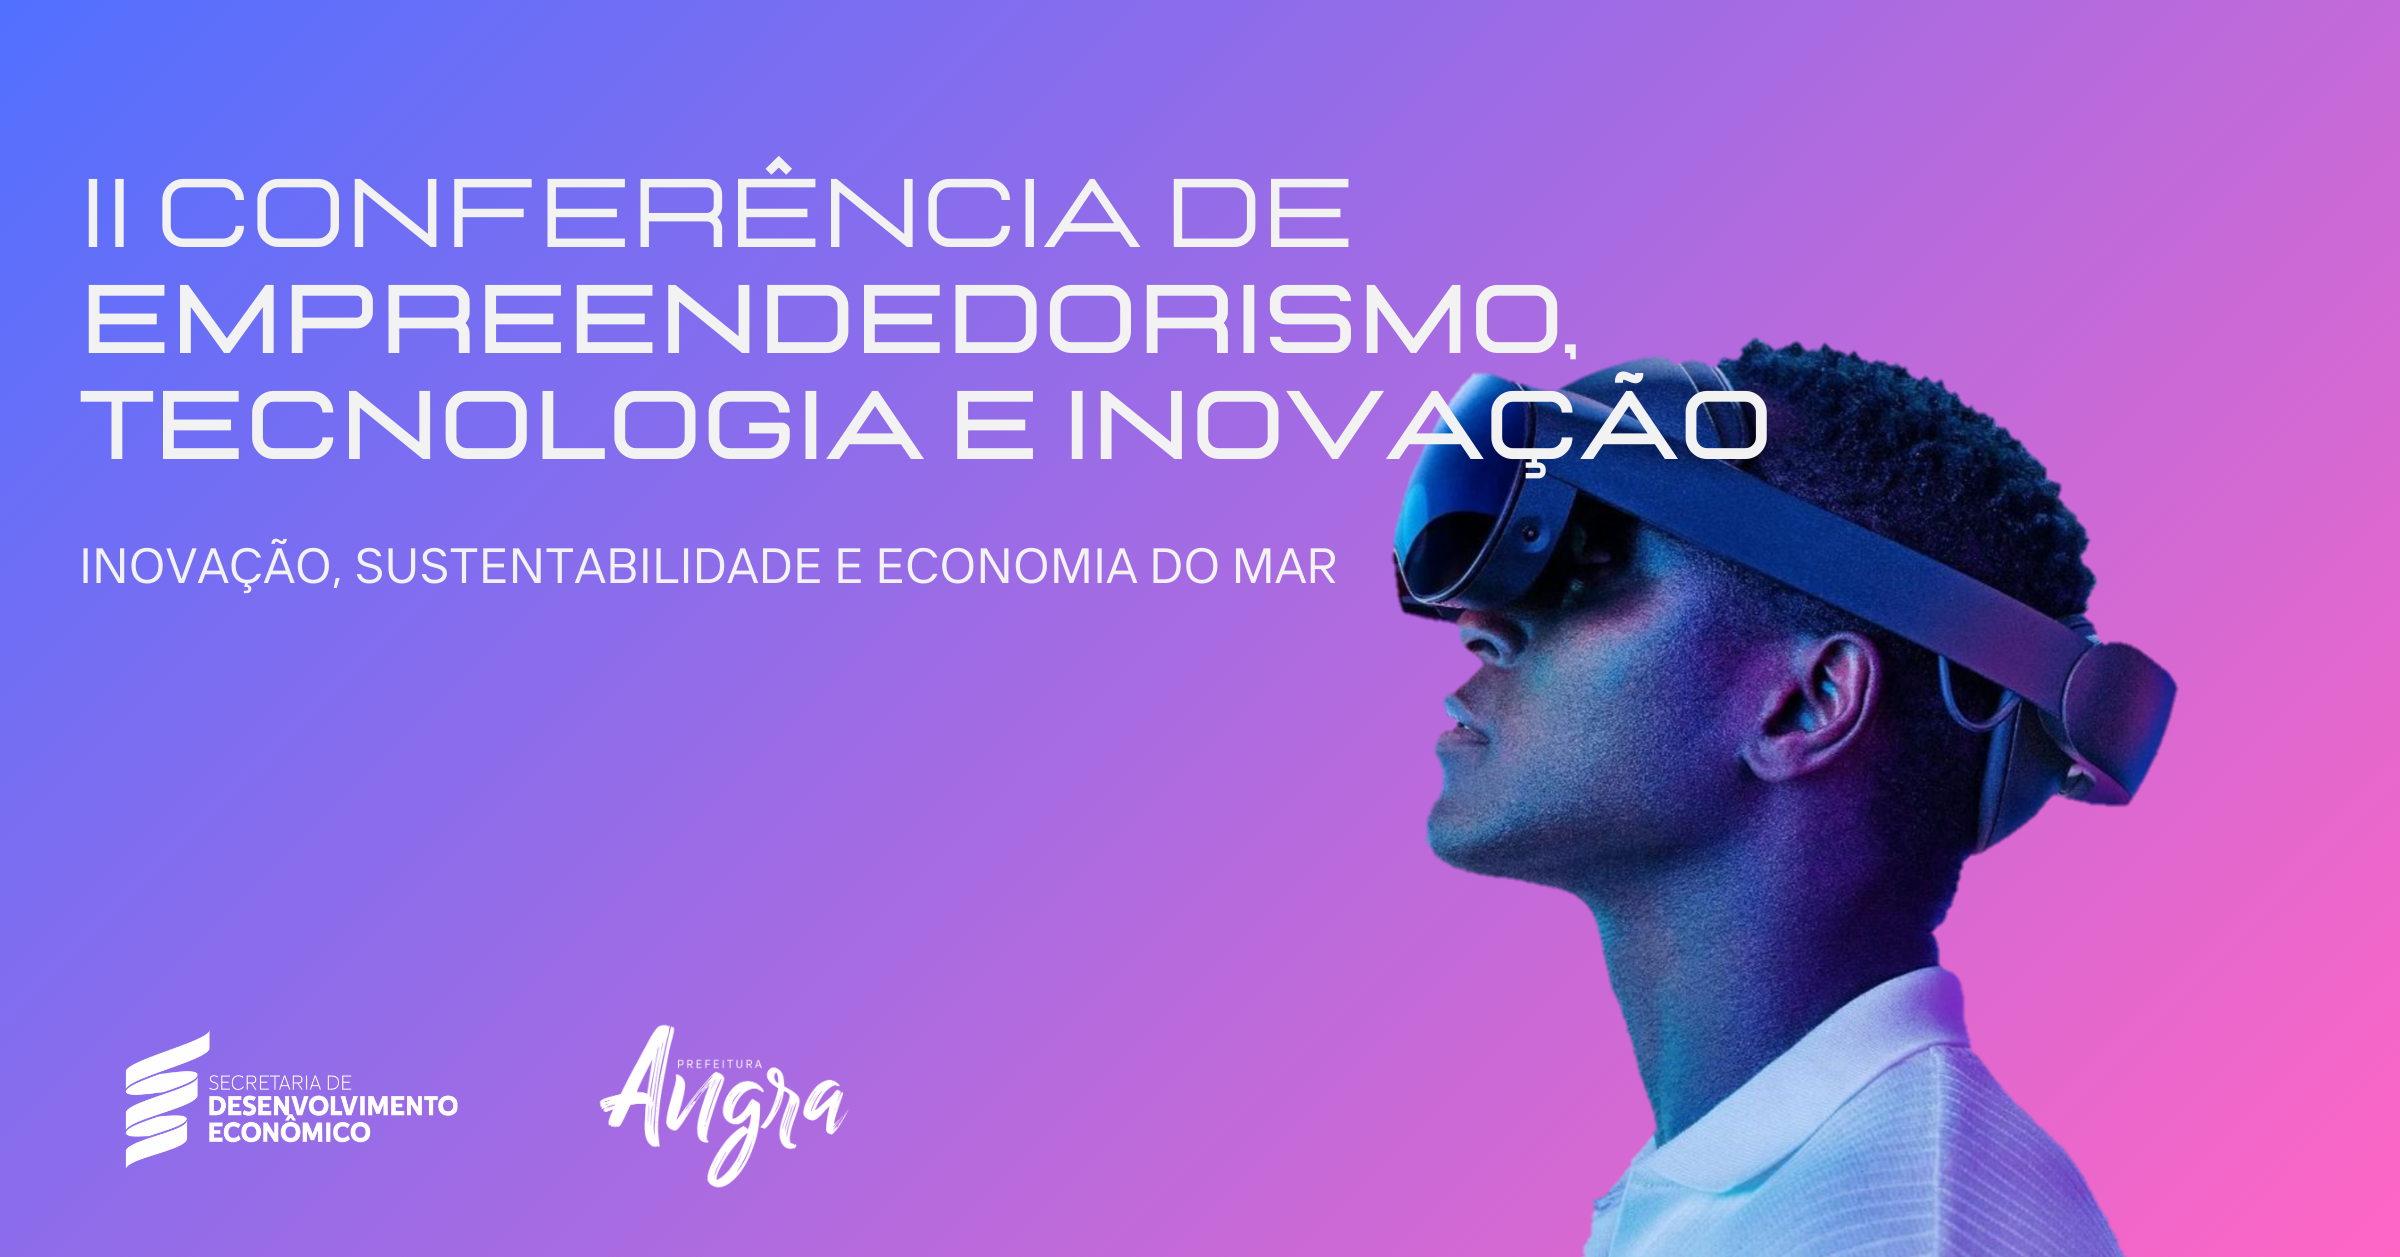 II CONFERÊNCIA DE
EMPREENDEDORISMO,
TECNOLOGIA E INOVAÇÃO
INOVAÇÃO, SUSTENTABILIDADE E ECONOMIA DO MAR
SECRETARIA DE
DESENVOLVIMENTO
ECONÔMICO
PREFEITURA
Angra